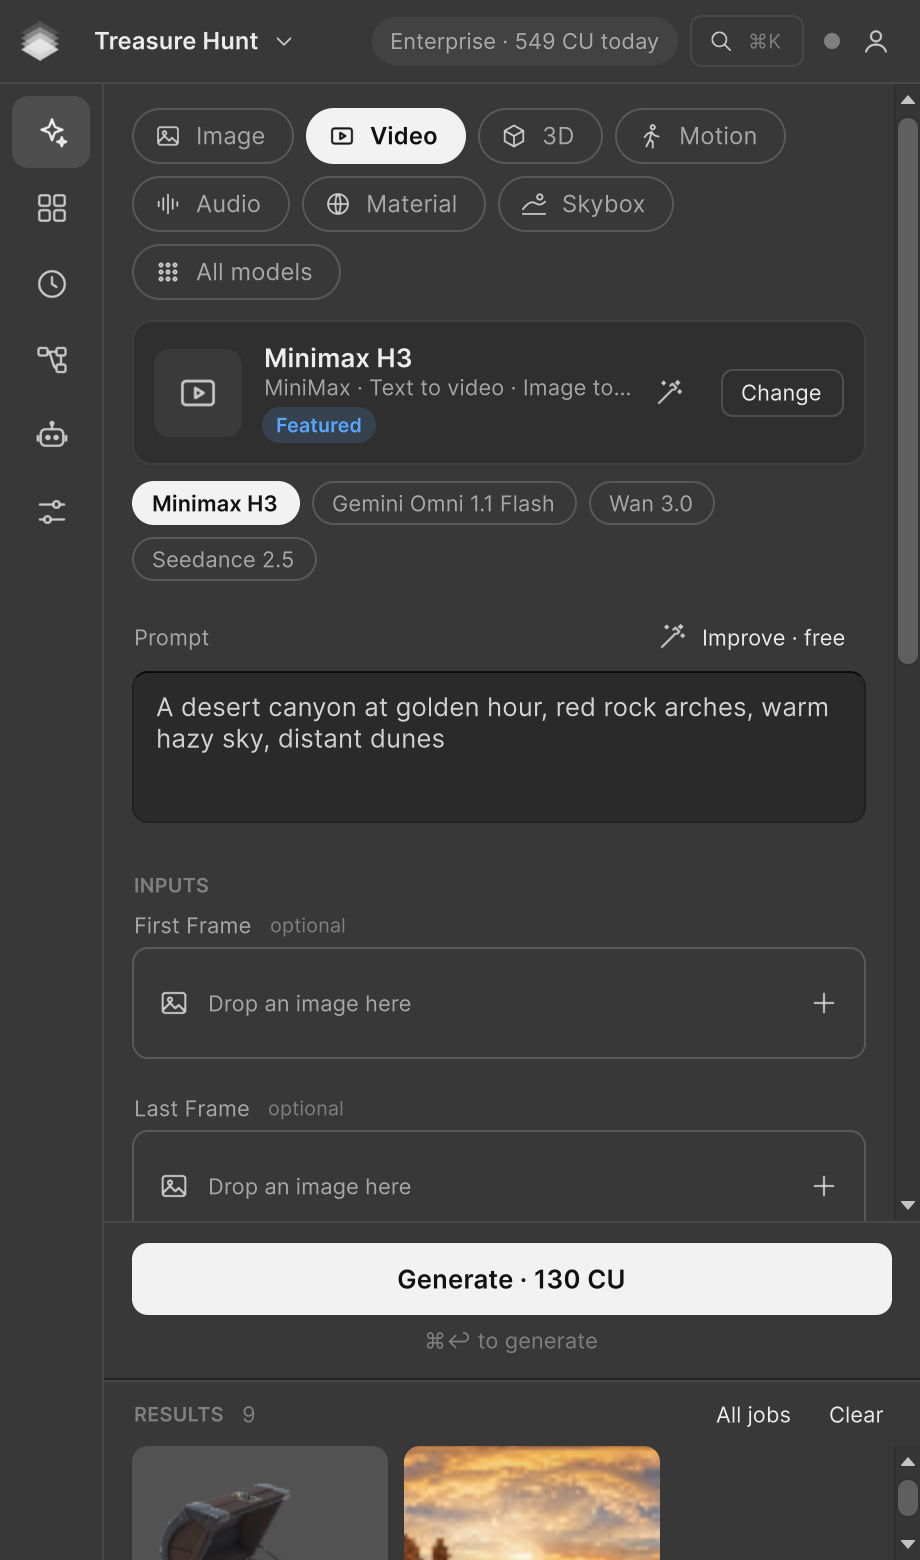 Treasure Hunt
Enterprise · 549 CU today
⌘K
Image
Video
3D
Motion
Audio
Material
Skybox
All models
Minimax H3
MiniMax · Text to video · Image to...
Featured
Change
Minimax H3
Gemini Omni 1.1 Flash
Wan 3.0
Seedance 2.5
Prompt
Improve · free
A desert canyon at golden hour, red rock arches, warm
hazy sky, distant dunes
INPUTS
First Frame optional
Drop an image here
Last Frame optional
Drop an image here
Generate · 130 CU
⌘↩ to generate
RESULTS 9
All jobs
Clear